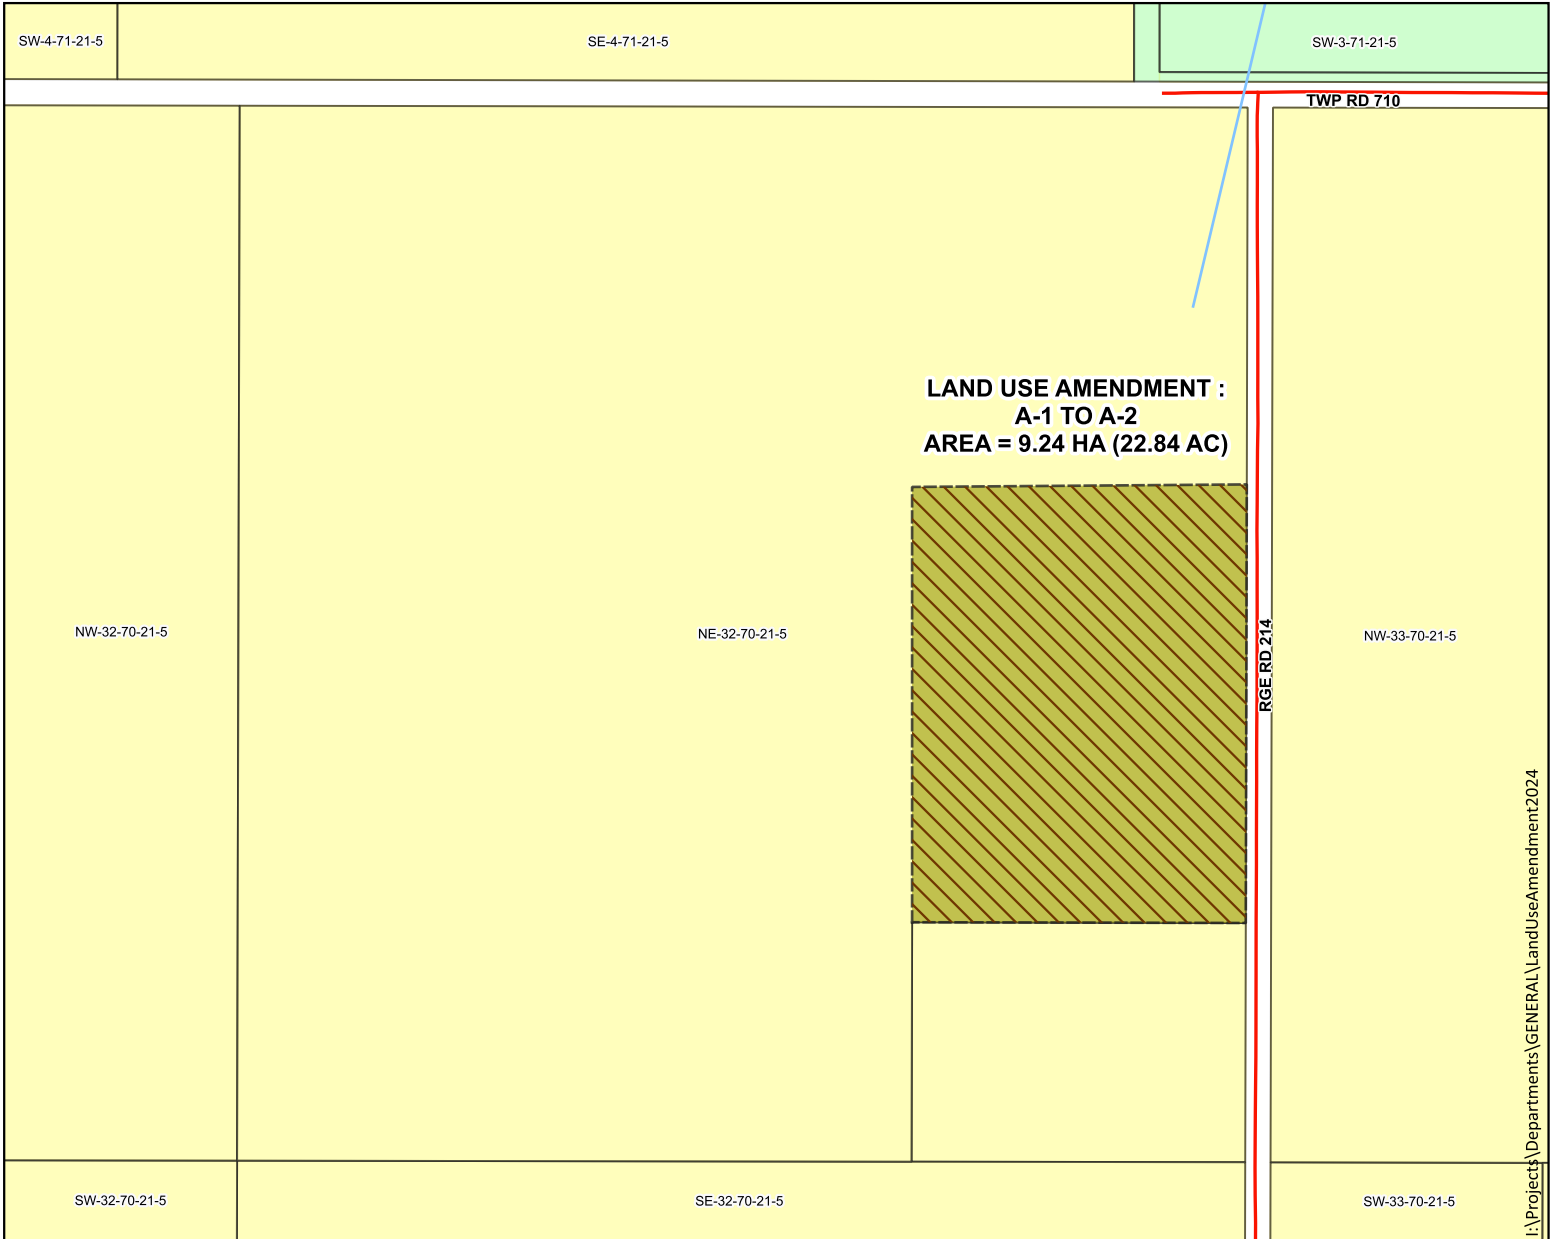 SW-4-71-21-5
SE-4-71-21-5
SW-3-71-21-5
TWP RD 710
LAND USE AMENDMENT :
A-1 TO A-2
AREA = 9.24 HA (22.84 AC)
NW-32-70-21-5
NE-32-70-21-5
RGE RD 214
NW-33-70-21-5
I:\Projects\Departments\GENERAL\LandUseAmendment2024
SW-32-70-21-5
SE-32-70-21-5
SW-33-70-21-5